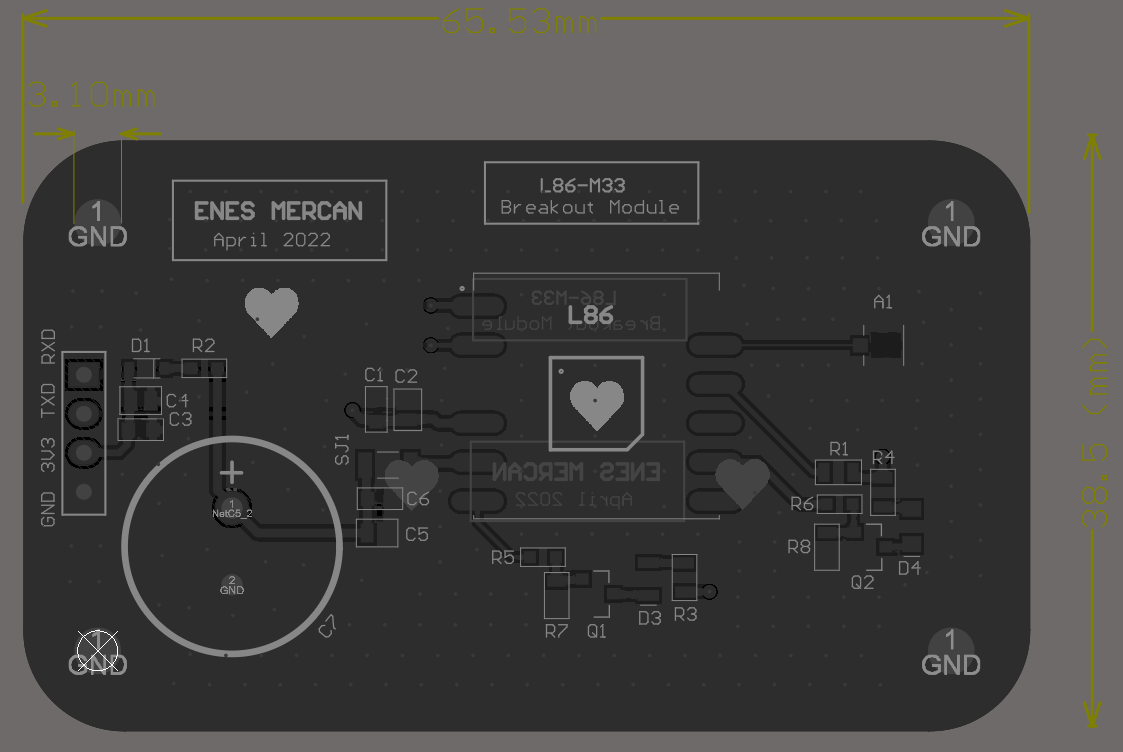 65.53mm
3.10mm
38.5 (mm)
ENES MERCAN
April 2022
L86-M33
Breakout Module
1
GND
1
GND
L86-M33
Breakout Module
L86
A1
RXD
TXD
3V3
GND
D1
R2
C4
C3
C1
C2
SJ1
C6
C5
+
1
NetC5_2
2
GND
C7
ENES MERCAN
April 2022
R1
R4
R6
R8
Q2
D4
R5
R7
Q1
D3
R3
1
GND
1
GND